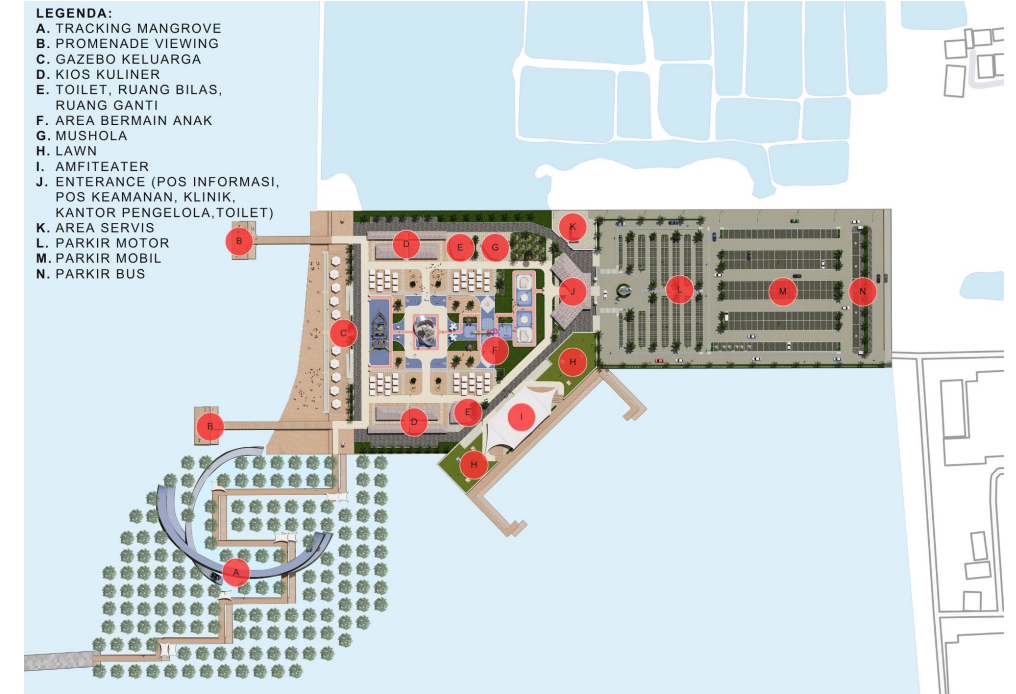 LEGENDA:
A. TRACKING MANGROVE
B. PROMENADE VIEWING
C. GAZEBO KELUARGA
D. KIOS KULINER
E. TOILET, RUANG BILAS,
RUANG GANTI
F. AREA BERMAIN ANAK
G. MUSHOLA
H. LAWN
I. AMFITEATER
J. ENTERANCE (POS INFORMASI,
POS KEAMANAN, KLINIK,
KANTOR PENGELOLA,TOILET)
K. AREA SERVIS
L. PARKIR MOTOR
M. PARKIR MOBIL
N. PARKIR BUS
K
B
D
E
G
J
L
M
N
C
F
H
I
E
D
B
H
A